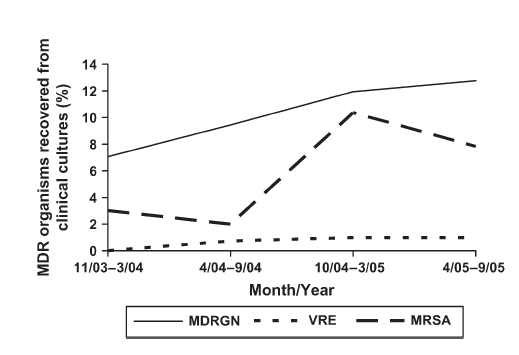 MDR organisms recovered from
clinical cultures (%)
14
12
10
8
6
4
2
0
11/03–3/04
4/04–9/04
10/04–3/05
4/05–9/05
Month/Year
MDRGN
VRE
MRSA